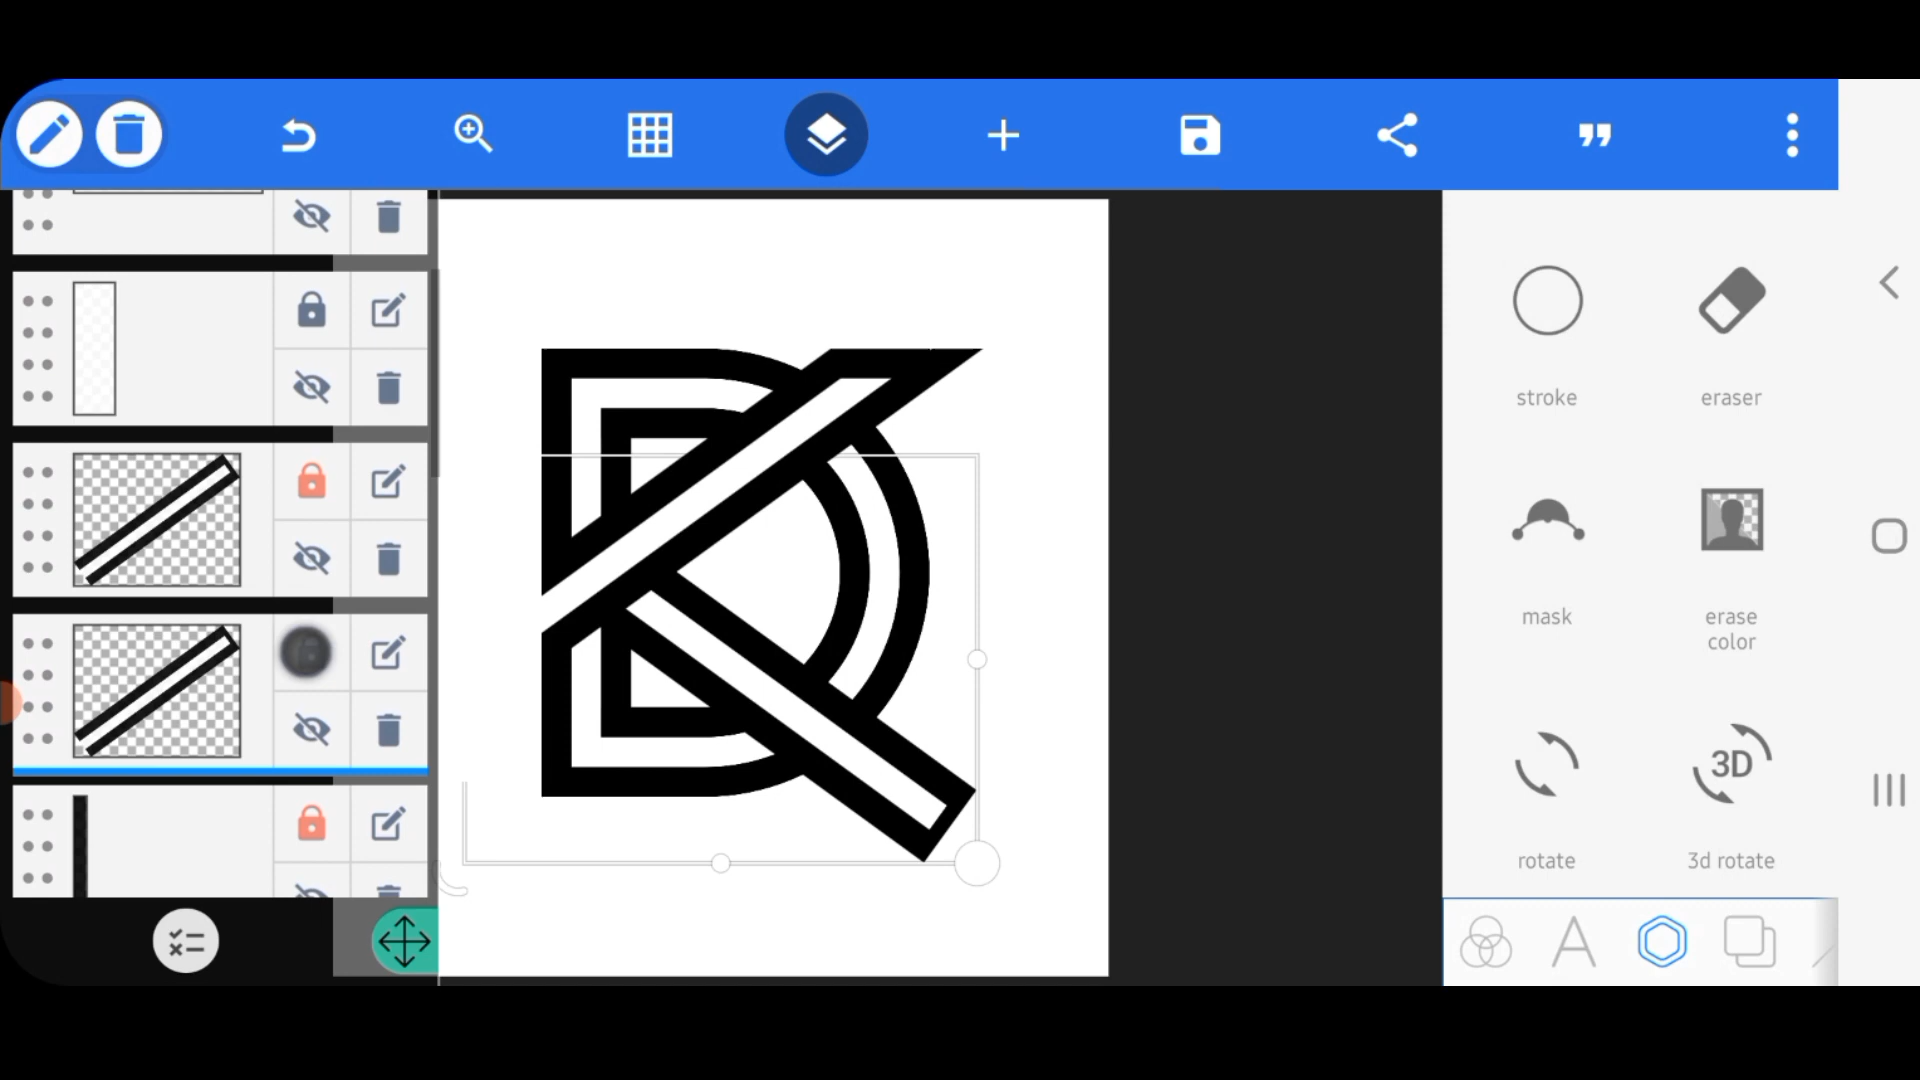 stroke
eraser
mask
erase
color
3D
rotate
3d rotate